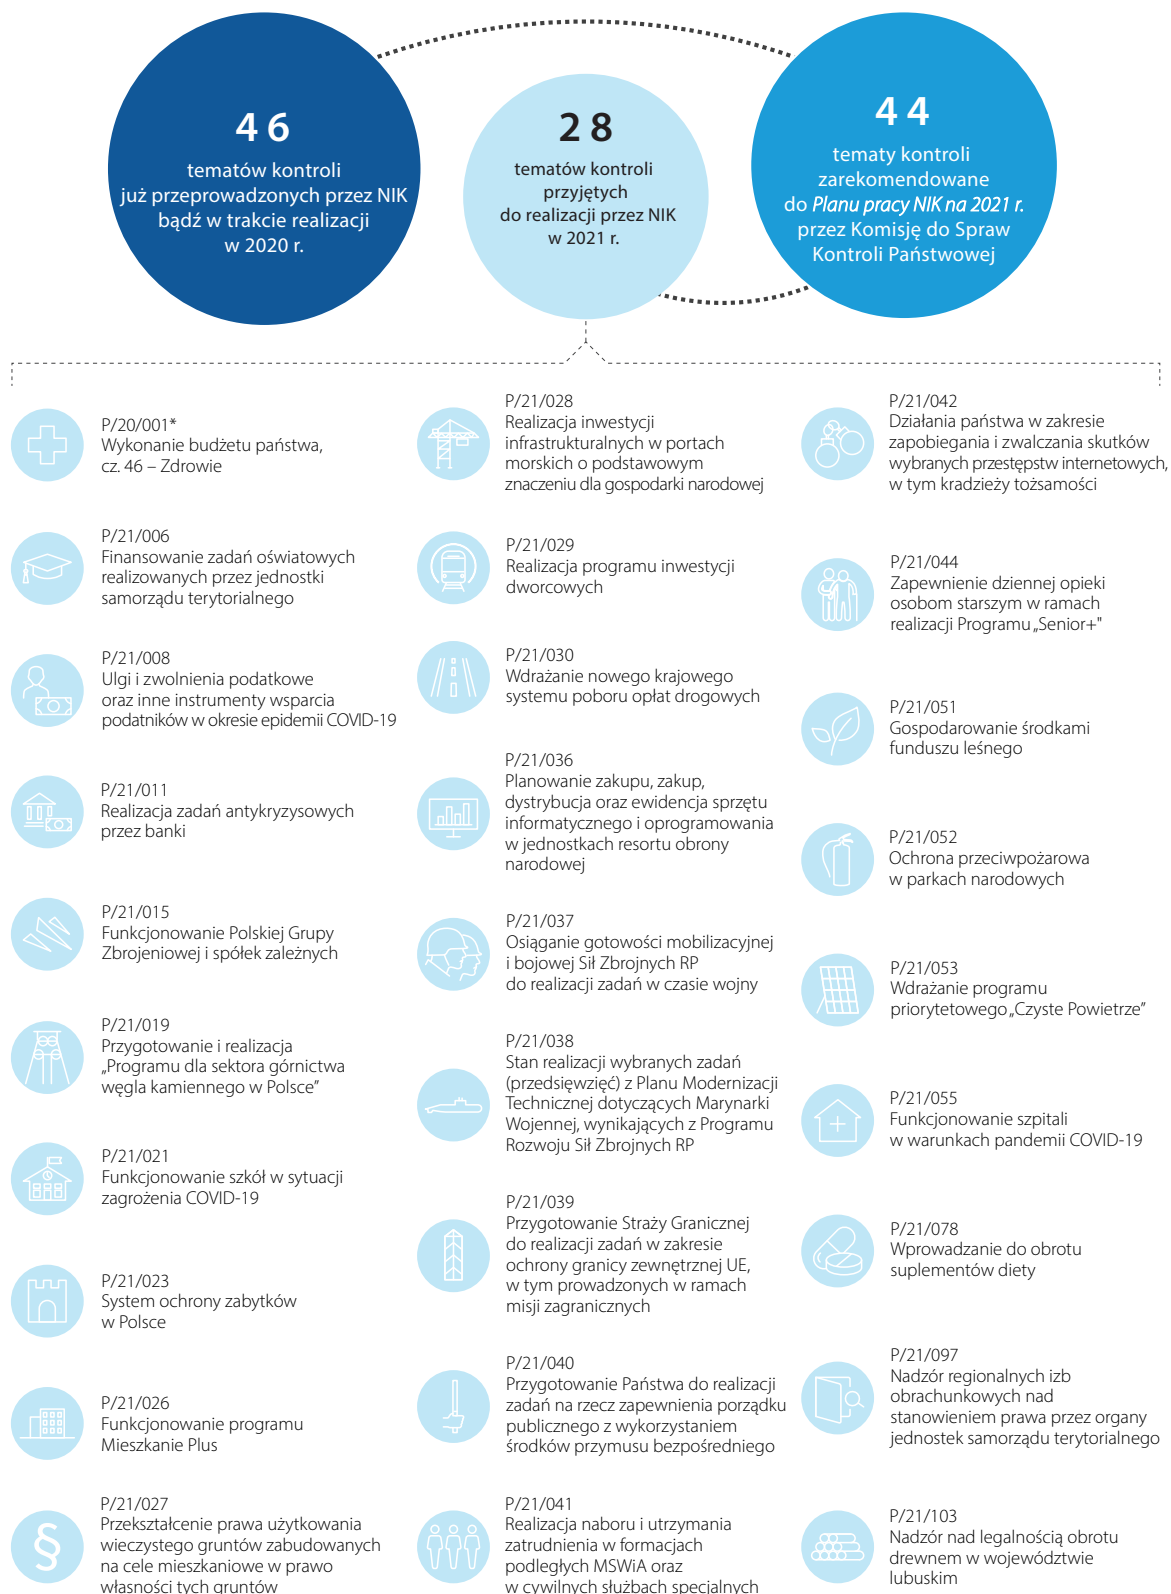 46
tematów kontroli
już przeprowadzonych przez NIK
bądź w trakcie realizacji
w 2020 r.
28
tematów kontroli
przyjętych
do realizacji przez NIK
w 2021 r.
44
tematy kontroli
zarekomendowane
do Planu pracy NIK na 2021 r.
przez Komisję do Spraw
Kontroli Państwowej
P/20/001*
Wykonanie budżetu państwa,
cz. 46 – Zdrowie
P/21/006
Finansowanie zadań oświatowych
realizowanych przez jednostki
samorządu terytorialnego
P/21/008
Ulgi i zwolnienia podatkowe
oraz inne instrumenty wsparcia
podatników w okresie epidemii COVID-19
P/21/011
Realizacja zadań antykryzysowych
przez banki
P/21/015
Funkcjonowanie Polskiej Grupy
Zbrojeniowej i spółek zależnych
P/21/019
Przygotowanie i realizacja
„Programu dla sektora górnictwa
węgla kamiennego w Polsce”
P/21/021
Funkcjonowanie szkół w sytuacji
zagrożenia COVID-19
P/21/023
System ochrony zabytków
w Polsce
P/21/026
Funkcjonowanie programu
Mieszkanie Plus
§
P/21/027
Przekształcenie prawa użytkowania
wieczystego gruntów zabudowanych
na cele mieszkaniowe w prawo
własności tych gruntów
P/21/028
Realizacja inwestycji
infrastrukturalnych w portach
morskich o podstawowym
znaczeniu dla gospodarki narodowej
P/21/029
Realizacja programu inwestycji
dworcowych
P/21/030
Wdrażanie nowego krajowego
systemu poboru opłat drogowych
P/21/036
Planowanie zakupu, zakup,
dystrybucja oraz ewidencja sprzętu
informatycznego i oprogramowania
w jednostkach resortu obrony
narodowej
P/21/037
Osiąganie gotowości mobilizacyjnej
i bojowej Sił Zbrojnych RP
do realizacji zadań w czasie wojny
P/21/038
Stan realizacji wybranych zadań
(przedsięwzięć) z Planu Modernizacji
Technicznej dotyczących Marynarki
Wojennej, wynikających z Programu
Rozwoju Sił Zbrojnych RP
P/21/039
Przygotowanie Straży Granicznej
do realizacji zadań w zakresie
ochrony granicy zewnętrznej UE,
w tym prowadzonych w ramach
misji zagranicznych
P/21/040
Przygotowanie Państwa do realizacji
zadań na rzecz zapewnienia porządku
publicznego z wykorzystaniem
środków przymusu bezpośredniego
P/21/041
Realizacja naboru i utrzymania
zatrudnienia w formacjach
podległych MSWiA oraz
w cywilnych służbach specjalnych
P/21/042
Działania państwa w zakresie
zapobiegania i zwalczania skutków
wybranych przestępstw internetowych,
w tym kradzieży tożsamości
P/21/044
Zapewnienie dziennej opieki
osobom starszym w ramach
realizacji Programu „Senior+"
P/21/051
Gospodarowanie środkami
funduszu leśnego
P/21/052
Ochrona przeciwpożarowa
w parkach narodowych
P/21/053
Wdrażanie programu
priorytetowego „Czyste Powietrze”
P/21/055
Funkcjonowanie szpitali
w warunkach pandemii COVID-19
P/21/078
Wprowadzanie do obrotu
suplementów diety
P/21/097
Nadzór regionalnych izb
obrachunkowych nad
stanowieniem prawa przez organy
jednostek samorządu terytorialnego
P/21/103
Nadzór nad legalnością obrotu
drewnem w województwie
lubuskim